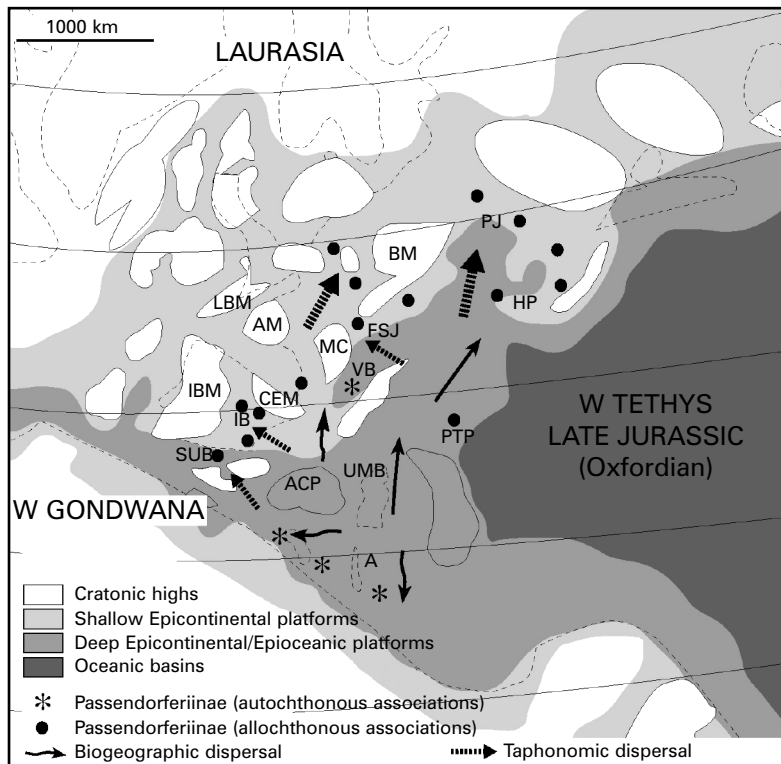 1000 km
LAURASIA
PJ
BM
HP
LBM
AM
FSJ
MC
VB
IBM
CEM
IB
W TETHYS
LATE JURASSIC
(Oxfordian)
PTP
SUB
UMB
ACP
W GONDWANA
A
Cratonic highs
Shallow Epicontinental platforms
Deep Epicontinental/Epioceanic platforms
Oceanic basins
Passendorferiinae (autochthonous associations)
Passendorferiinae (allochthonous associations)
Biogeographic dispersal
Taphonomic dispersal